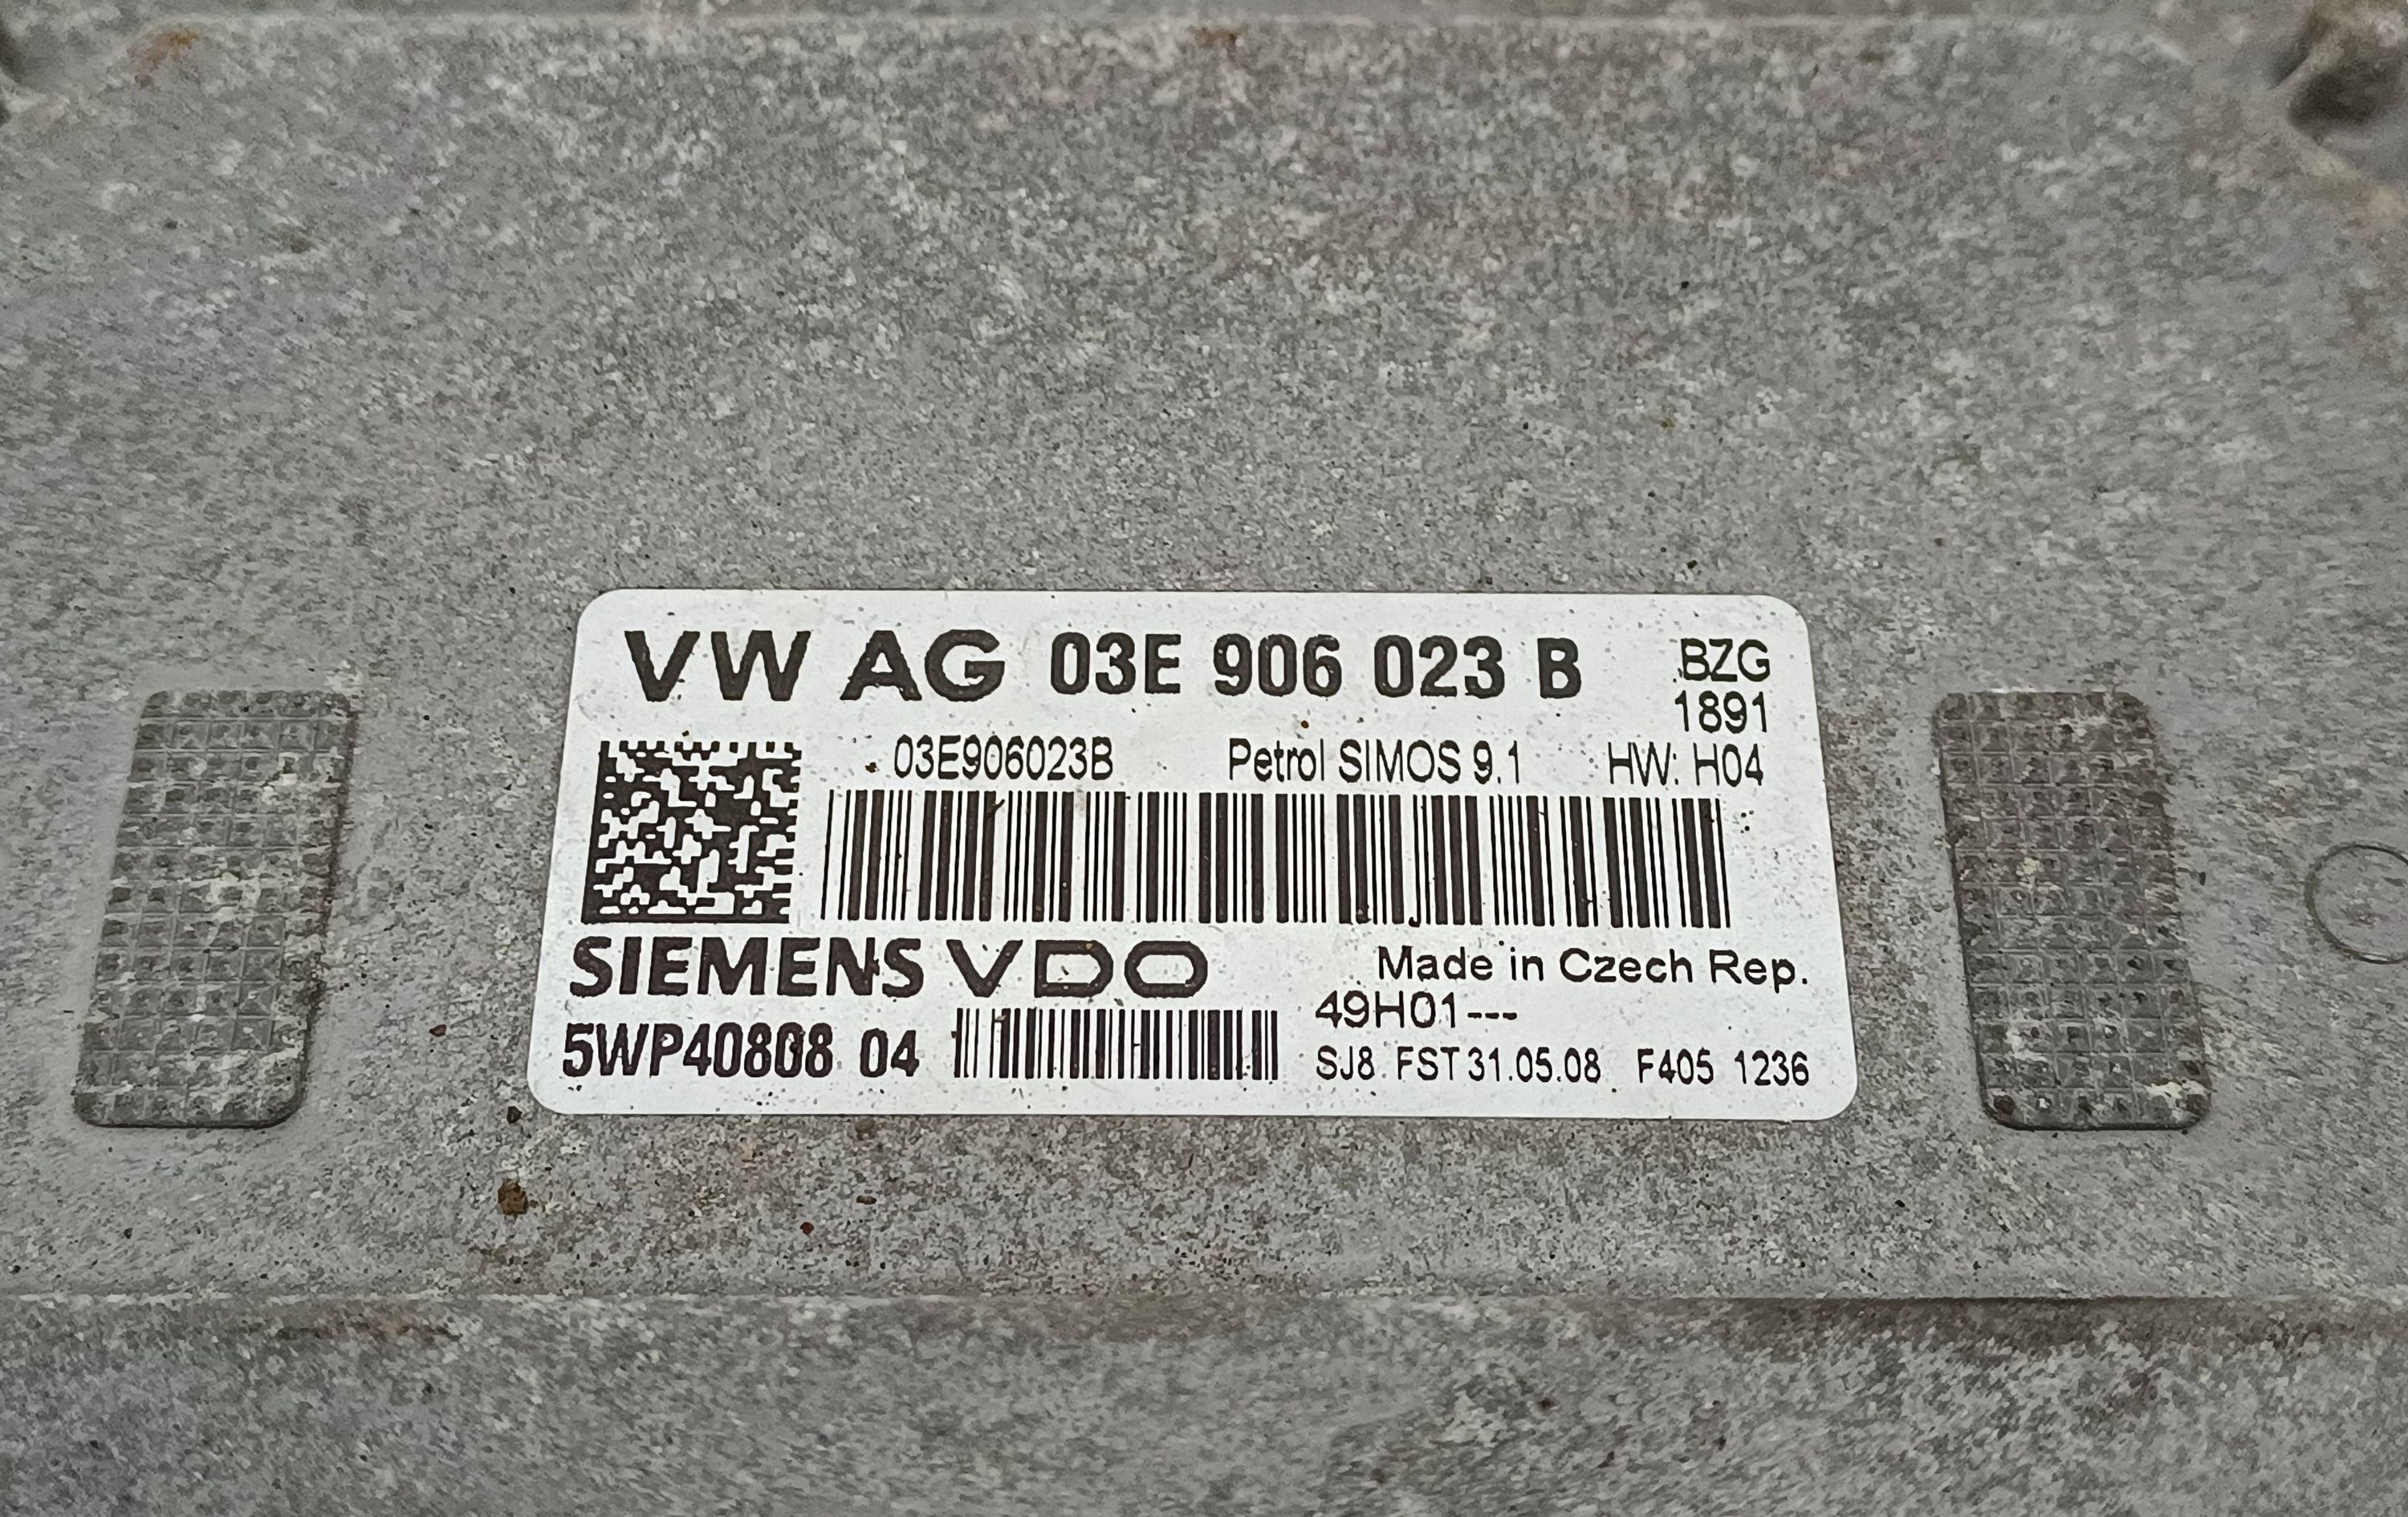 VW AG 03E 906 023 B
BZG
1891
03E906023B Petrol SIMOS 9.1 HW: H04
SIEMENS VDO
Made in Czech Rep.
49H01---
5WP40808 04
SJ8 FST 31.05.08 F405 1236